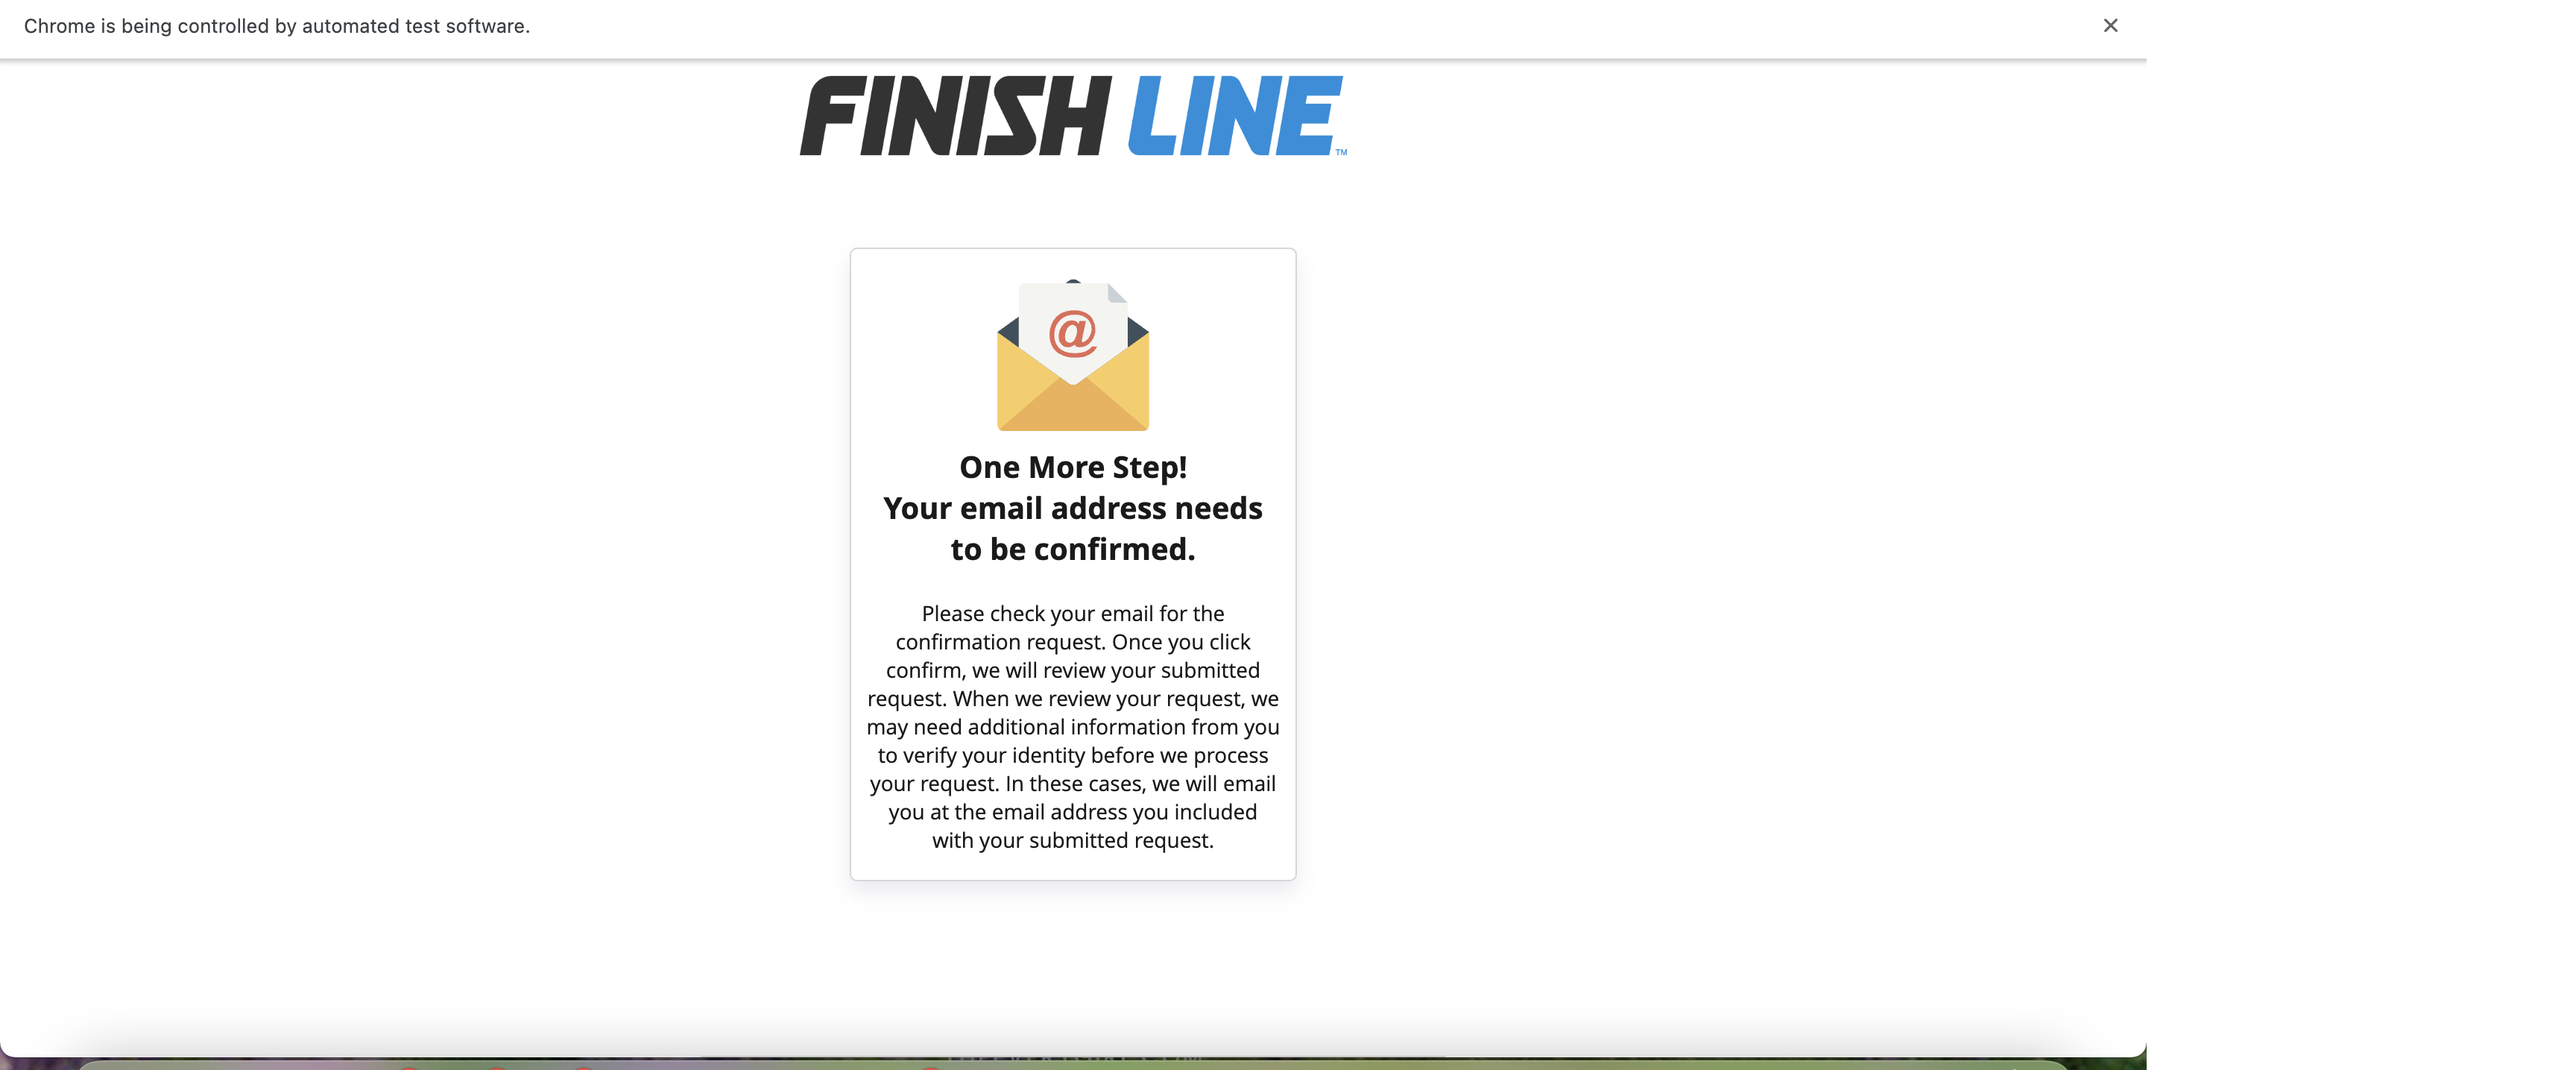 Chrome is being controlled by automated test software.
FINISH LINE™
@
One More Step!
Your email address needs
to be confirmed.
Please check your email for the
confirmation request. Once you click
confirm, we will review your submitted
request. When we review your request, we
may need additional information from you
to verify your identity before we process
your request. In these cases, we will email
you at the email address you included
with your submitted request.